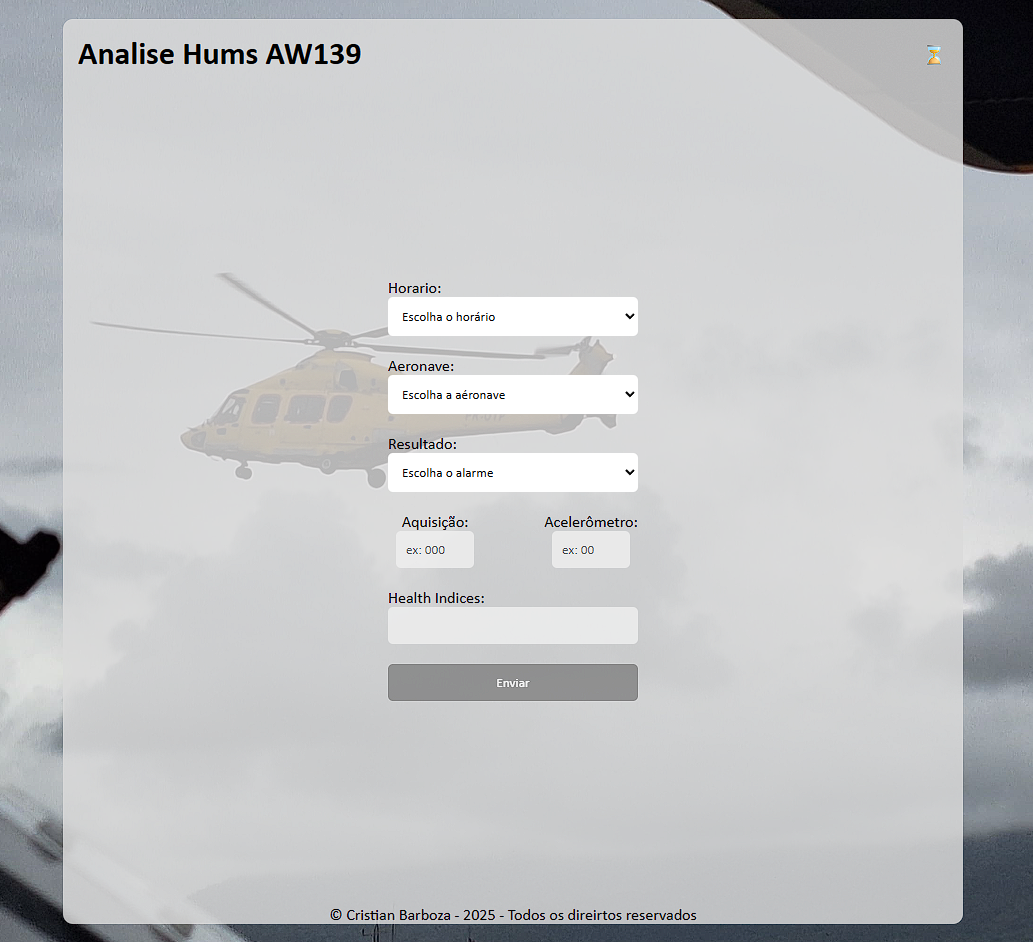 Analise Hums AW139
Horario:
Escolha o horário
Aeronave:
Escolha a aéronave
Resultado:
Escolha o alarme
Aquisição: Acelerômetro:
ex: 000 ex: 00
Health Indices:
Enviar
© Cristian Barboza - 2025 - Todos os direirtos reservados